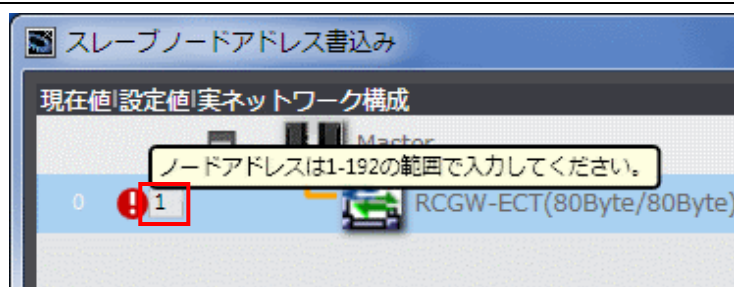 スレーブノードアドレス書込み
現在値|設定値|実ネットワーク構成
Master
ノードアドレスは1-192の範囲で入力してください。
0 1 RCGW-ECT(80Byte/80Byte)